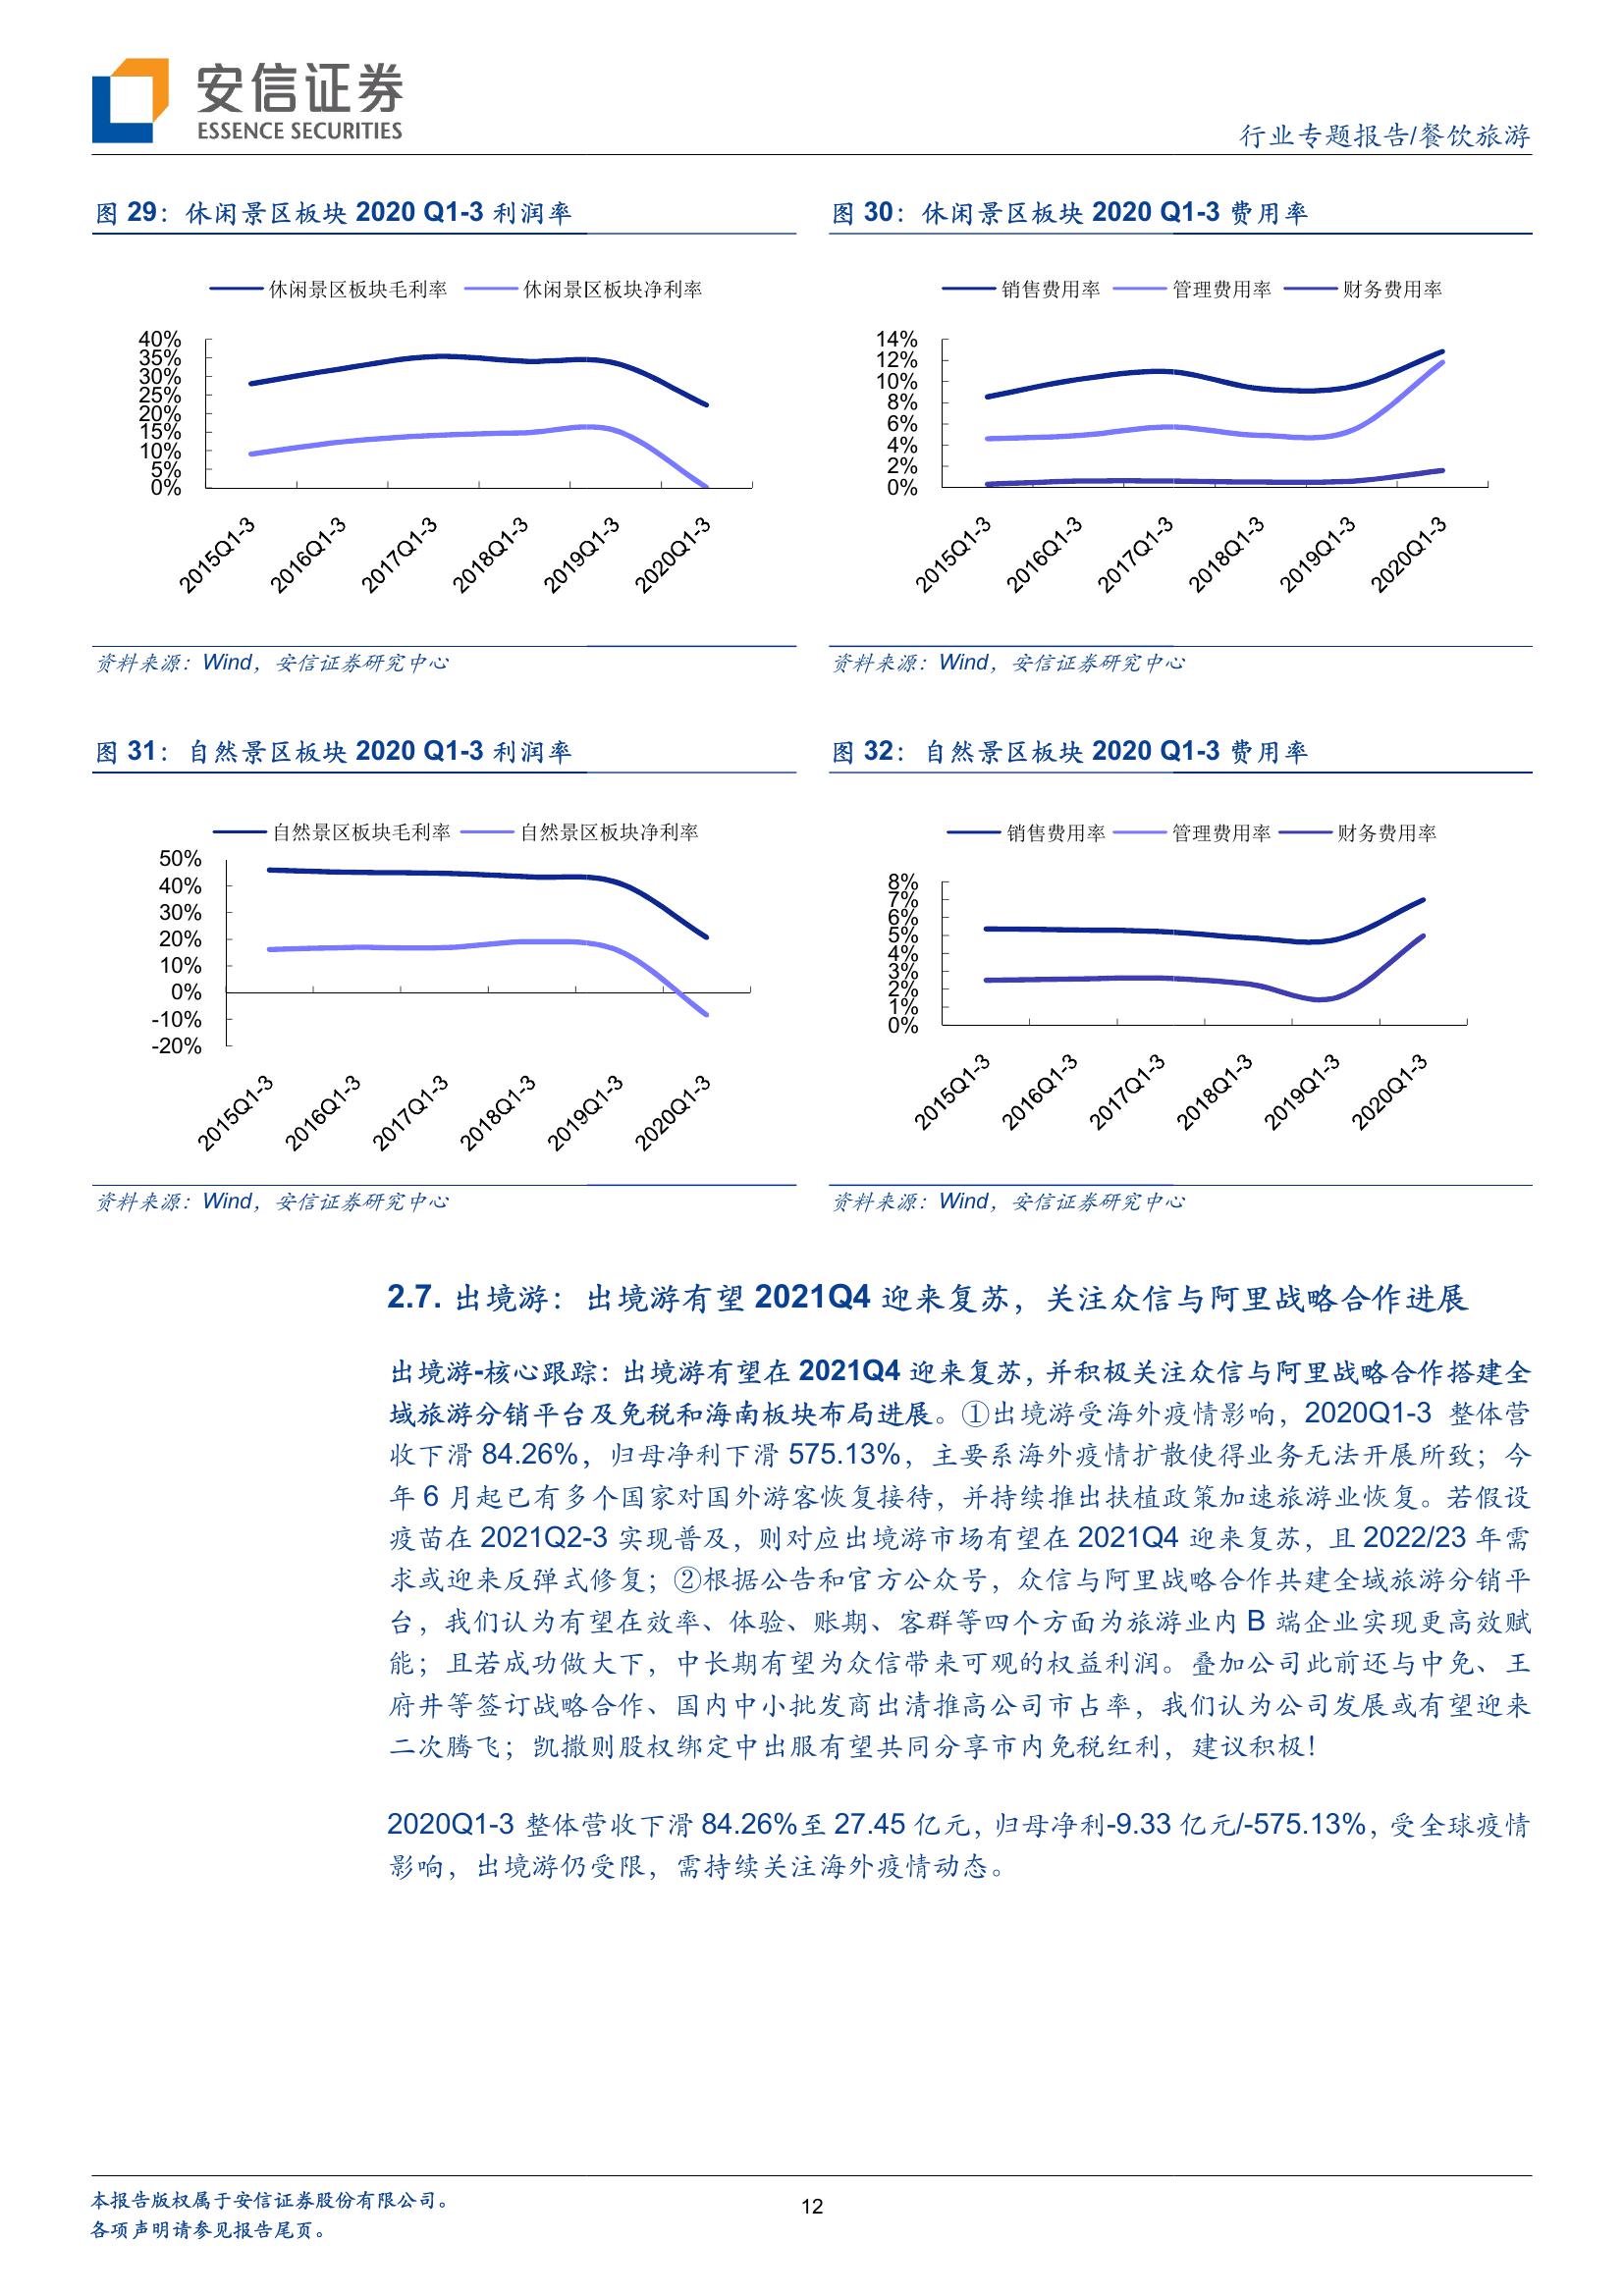 安信证券
ESSENCE SECURITIES
行业专题报告/餐饮旅游
图 29：休闲景区板块 2020 Q1-3 利润率
休闲景区板块毛利率 休闲景区板块净利率
40%
35%
30%
25%
20%
15%
10%
5%
0%
2015Q1-3 2016Q1-3 2017Q1-3 2018Q1-3 2019Q1-3 2020Q1-3
资料来源：Wind，安信证券研究中心
图 30：休闲景区板块 2020 Q1-3 费用率
销售费用率 管理费用率 财务费用率
14%
12%
10%
8%
6%
4%
2%
0%
2015Q1-3 2016Q1-3 2017Q1-3 2018Q1-3 2019Q1-3 2020Q1-3
资料来源：Wind，安信证券研究中心
图 31：自然景区板块 2020 Q1-3 利润率
自然景区板块毛利率 自然景区板块净利率
50%
40%
30%
20%
10%
0%
-10%
-20%
2015Q1-3 2016Q1-3 2017Q1-3 2018Q1-3 2019Q1-3 2020Q1-3
资料来源：Wind，安信证券研究中心
图 32：自然景区板块 2020 Q1-3 费用率
销售费用率 管理费用率 财务费用率
8%
7%
6%
5%
4%
3%
2%
1%
0%
2015Q1-3 2016Q1-3 2017Q1-3 2018Q1-3 2019Q1-3 2020Q1-3
资料来源：Wind，安信证券研究中心
2.7. 出境游：出境游有望 2021Q4 迎来复苏，关注众信与阿里战略合作进展
出境游-核心跟踪：出境游有望在 2021Q4 迎来复苏，并积极关注众信与阿里战略合作搭建全
域旅游分销平台及免税和海南板块布局进展。①出境游受海外疫情影响，2020Q1-3 整体营
收下滑 84.26%，归母净利下滑 575.13%，主要系海外疫情扩散使得业务无法开展所致；今
年 6 月起已有多个国家对国外游客恢复接待，并持续推出扶植政策加速旅游业恢复。若假设
疫苗在 2021Q2-3 实现普及，则对应出境游市场有望在 2021Q4 迎来复苏，且 2022/23 年需
求或迎来反弹式修复；②根据公告和官方公众号，众信与阿里战略合作共建全域旅游分销平
台，我们认为有望在效率、体验、账期、客群等四个方面为旅游业内 B 端企业实现更高效赋
能；且若成功做大下，中长期有望为众信带来可观的权益利润。叠加公司此前还与中免、王
府井等签订战略合作、国内中小批发商出清推高公司市占率，我们认为公司发展或有望迎来
二次腾飞；凯撒则股权绑定中出服有望共同分享市内免税红利，建议积极！
2020Q1-3 整体营收下滑 84.26%至 27.45 亿元，归母净利-9.33 亿元/-575.13%，受全球疫情
影响，出境游仍受限，需持续关注海外疫情动态。
本报告版权属于安信证券股份有限公司。
各项声明请参见报告尾页。
12